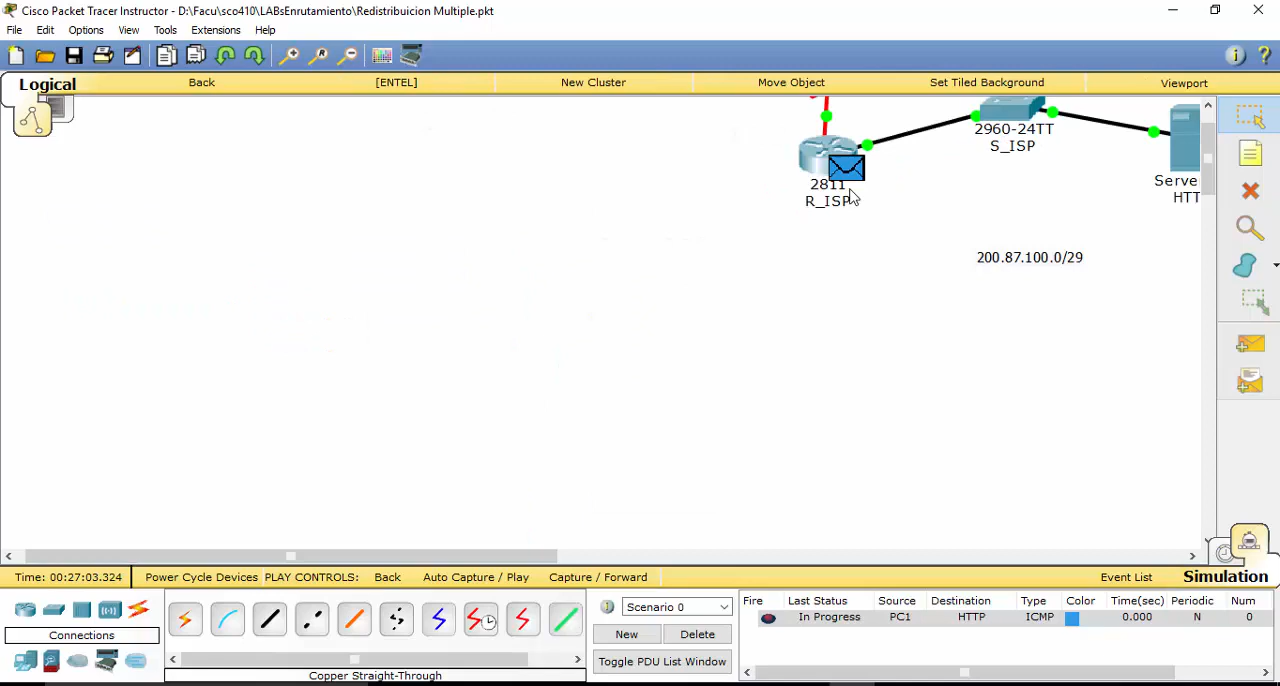 Cisco Packet Tracer Instructor - D:\Facu\sco410\LABsEnrutamiento\Redistribuicion Multiple.pkt
File Edit Options View Tools Extensions Help
Logical Back [ENTEL] New Cluster Move Object Set Tiled Background Viewport
2960-24TT
S_ISP
2811
R_ISP
Serve
HTT
200.87.100.0/29
Time: 00:27:03.324 Power Cycle Devices PLAY CONTROLS: Back Auto Capture / Play Capture / Forward Event List Simulation
Connections
Copper Straight-Through
Scenario 0
New Delete
Toggle PDU List Window
Fire Last Status Source Destination Type Color Time(sec) Periodic Num
In Progress PC1 HTTP ICMP 0.000 N 0